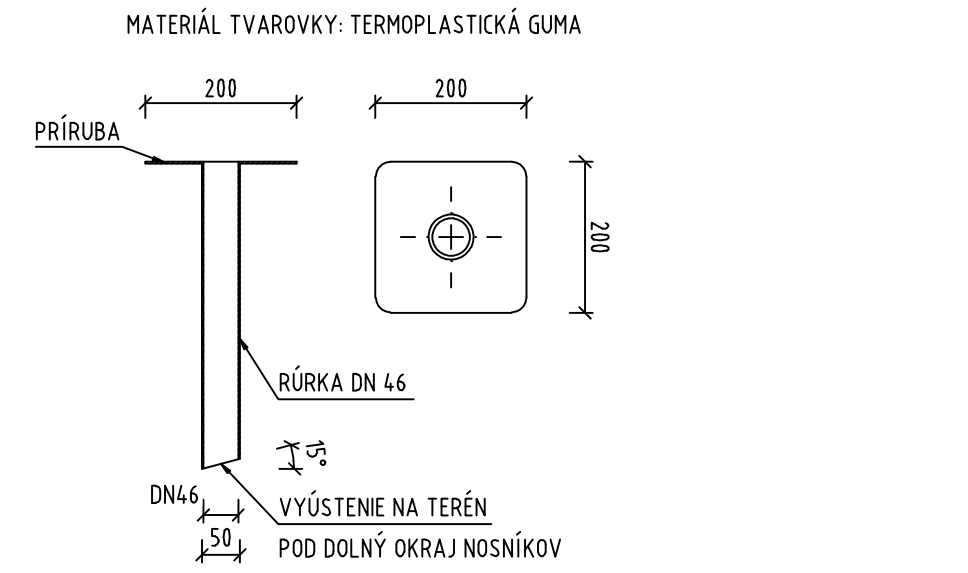 MATERIÁL TVAROVKY: TERMOPLASTICKÁ GUMA
200
200
PRÍRUBA
200
RÚRKA DN 46
15°
DN46
VYÚSTENIE NA TERÉN
50
POD DOLNÝ OKRAJ NOSNÍKOV